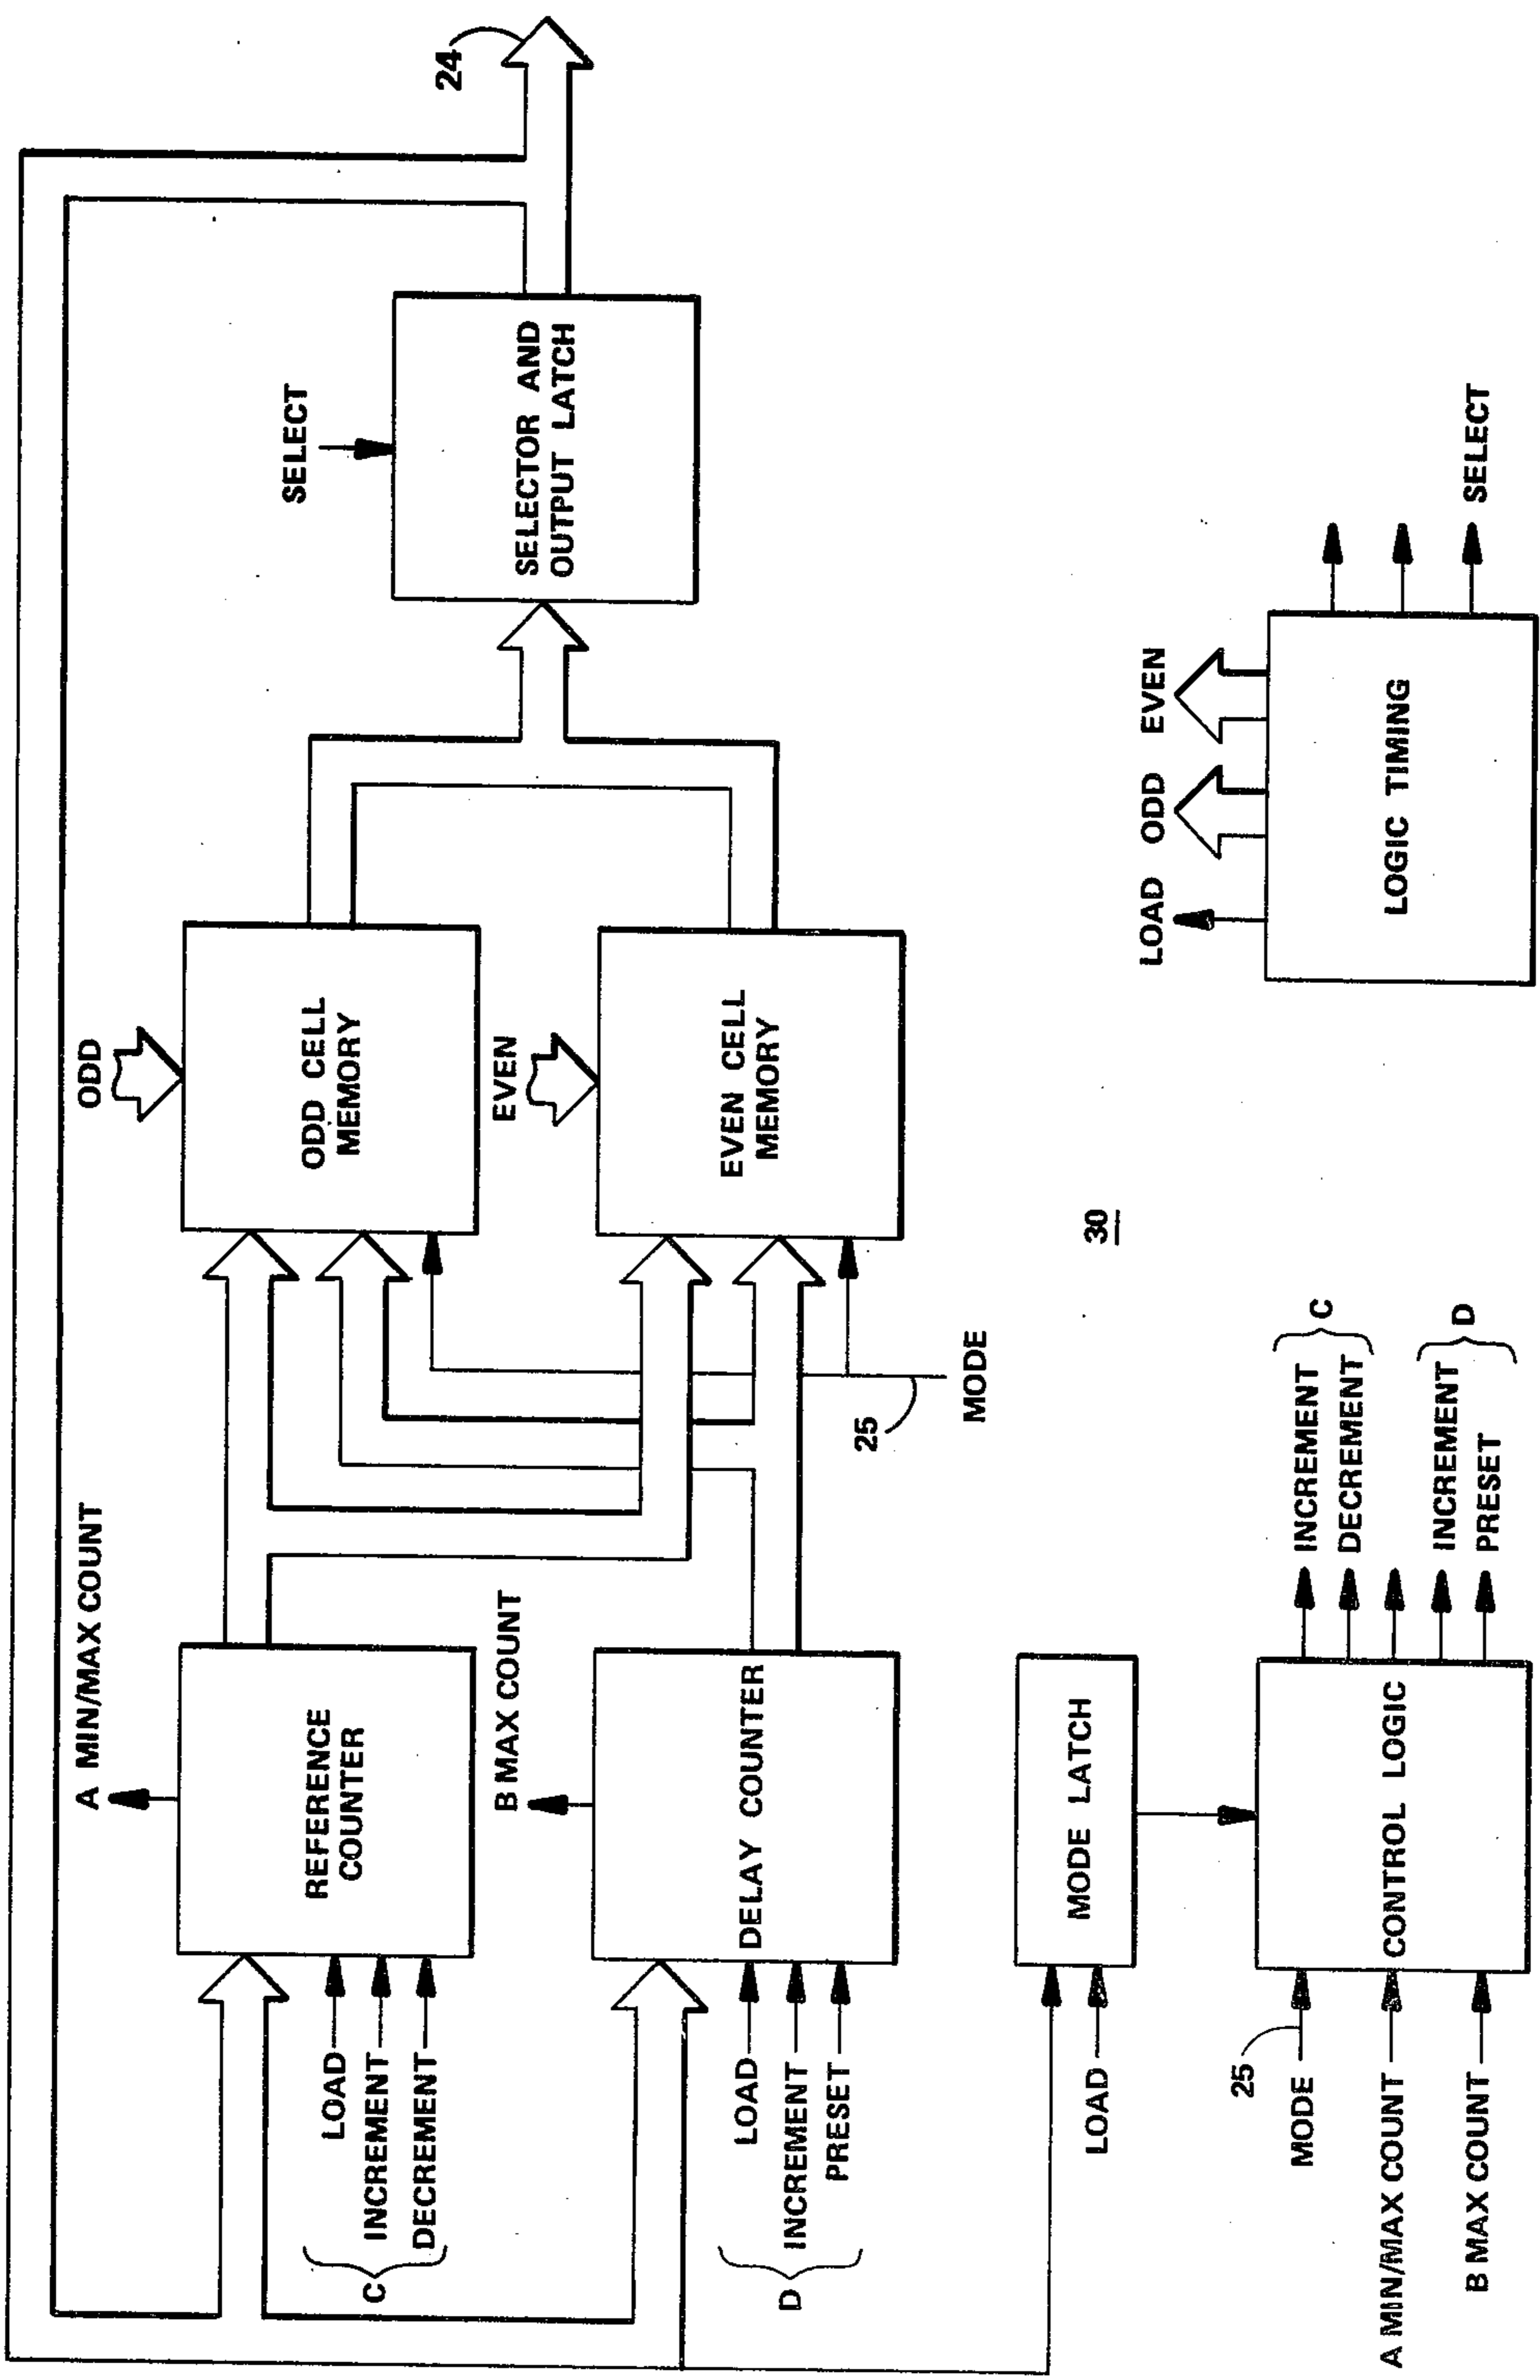 24
SELECT
SELECTOR AND
OUTPUT LATCH
ODD
ODD CELL
MEMORY
EVEN
EVEN CELL
MEMORY
25
MODE
A MIN/MAX COUNT
REFERENCE
COUNTER
LOAD
INCREMENT
DECREMENT
C
B MAX COUNT
DELAY COUNTER
LOAD
INCREMENT
PRESET
D
MODE LATCH
LOAD
CONTROL LOGIC
25
MODE
A MIN/MAX COUNT
B MAX COUNT
INCREMENT
DECREMENT
C
INCREMENT
PRESET
D
30
LOAD
ODD
EVEN
LOGIC TIMING
SELECT